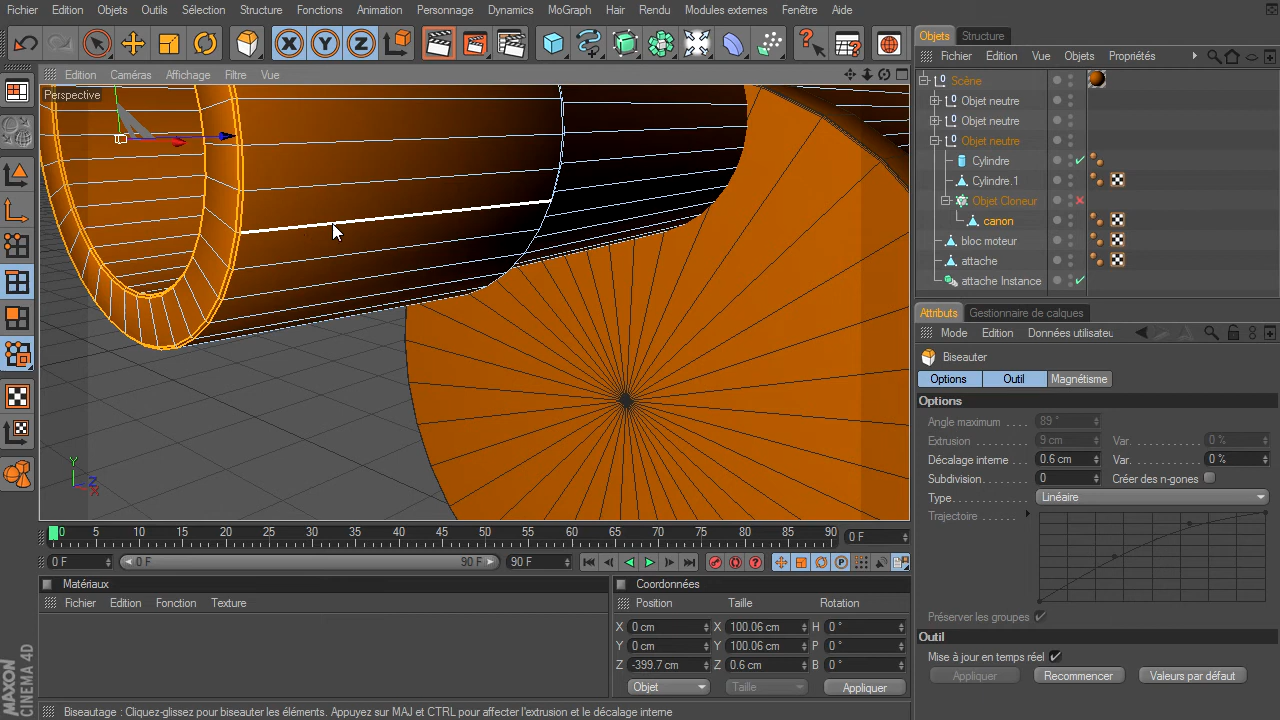 Fichier Edition Objets Outils Sélection Structure Fonctions Animation Personnage Dynamics MoGraph Hair Rendu Modules externes Fenêtre Aide
X Y Z
Objets Structure
Fichier Edition Vue Objets Propriétés
Edition Caméras Affichage Filtre Vue
Perspective
Scène
Objet neutre
Objet neutre
Objet neutre
Cylindre
Cylindre.1
Objet Cloneur
canon
bloc moteur
attache
attache Instance
Y
Z
X
Attributs Gestionnaire de calques
Mode Edition Données utilisateu
Biseauter
Options Outil Magnétisme
Options
Angle maximum . . . . 89 °
Extrusion . . . . . . . . 9 cm Var. . . . . . . . . . . . 0 %
Décalage interne . . . 0.6 cm Var. . . . . . . . . . . . 0 %
Subdivision . . . . . . . 0 Créer des n-gones
Type . . . . . . . . . . . . Linéaire
Trajectoire . . . . . .
Préserver les groupes
Outil
Mise à jour en temps réel
Appliquer Recommencer Valeurs par défaut
0 5 10 15 20 25 30 35 40 45 50 55 60 65 70 75 80 85 90 0 F
0 F 0 F 90 F 90 F
Matériaux
Fichier Edition Fonction Texture
Coordonnées
Position Taille Rotation
X 0 cm X 100.06 cm H 0 °
Y 0 cm Y 100.06 cm P 0 °
Z -399.7 cm Z 0.6 cm B 0 °
Objet Taille Appliquer
MAXON
CINEMA 4D
Biseautage : Cliquez-glissez pour biseauter les éléments. Appuyez sur MAJ et CTRL pour affecter l'extrusion et le décalage interne